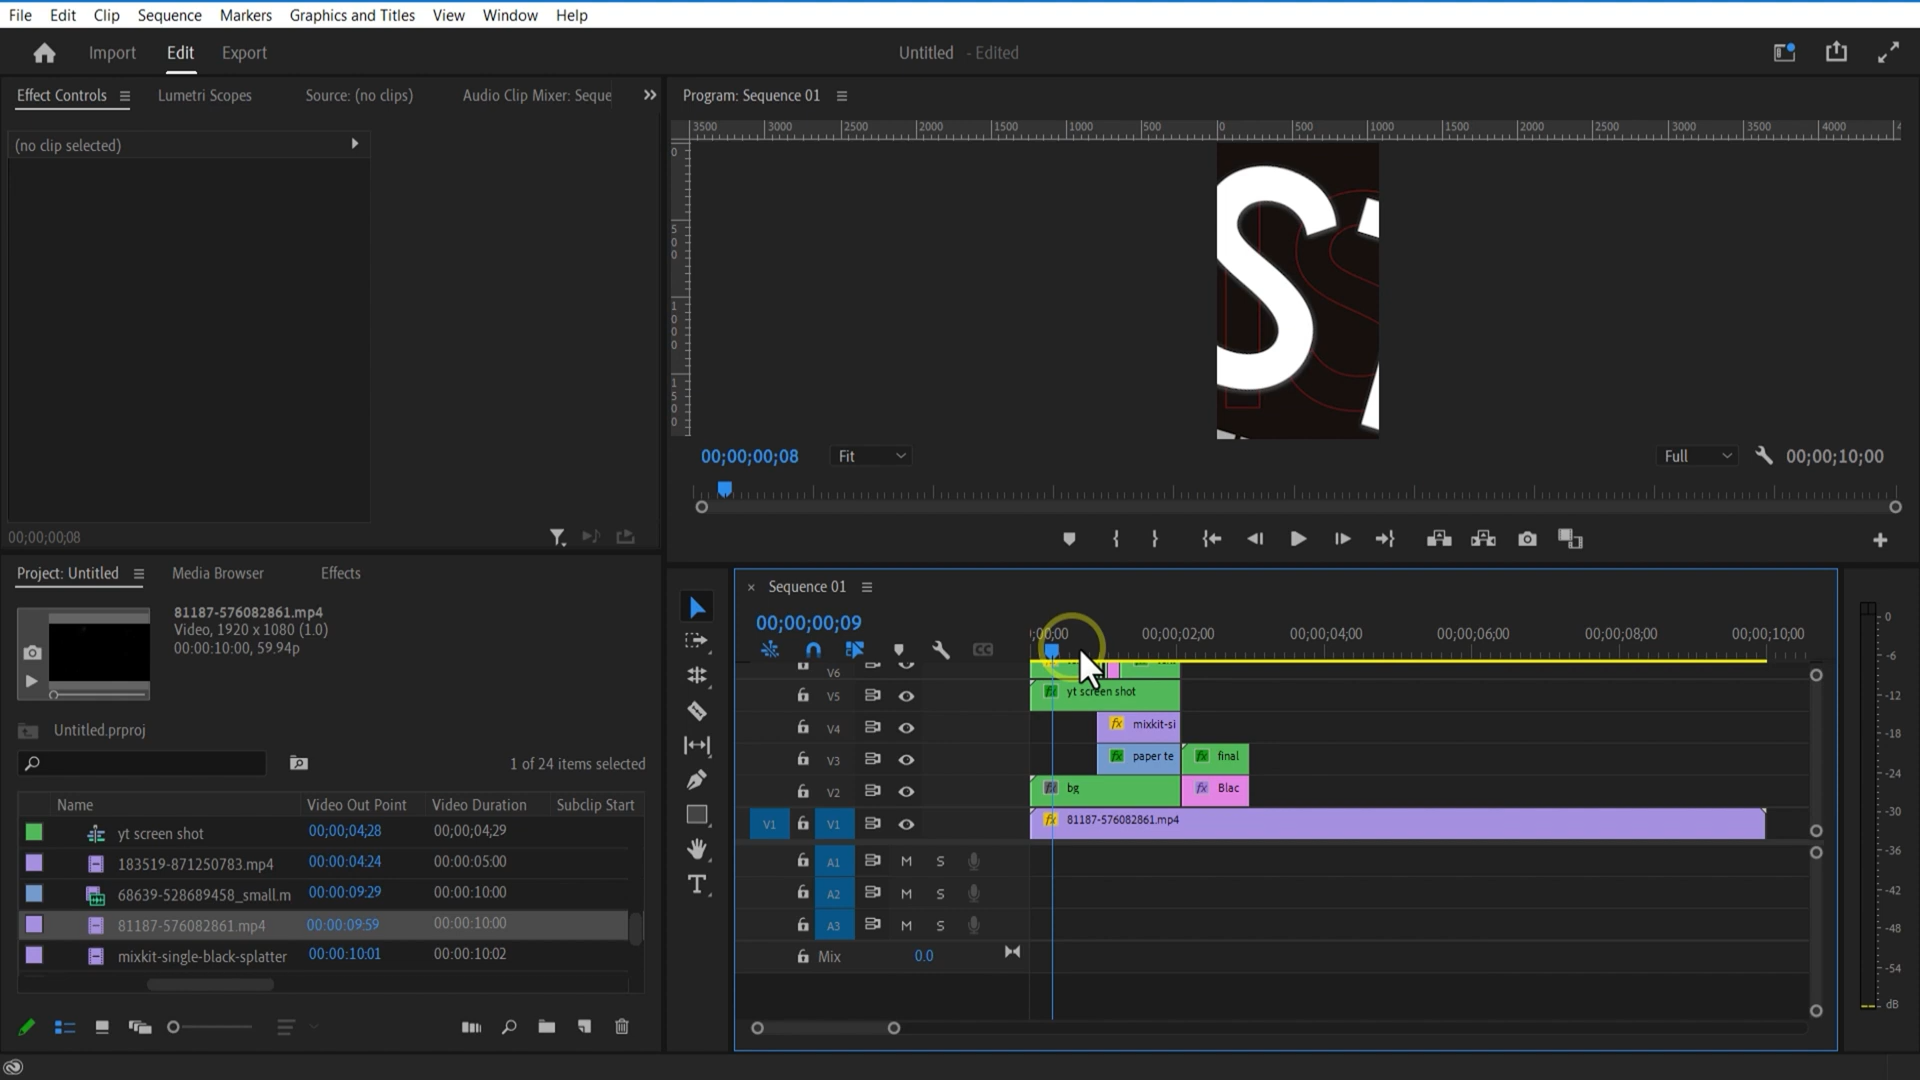 File Edit Clip Sequence Markers Graphics and Titles View Window Help
Import Edit Export Untitled - Edited
Effect Controls Lumetri Scopes Source: (no clips) Audio Clip Mixer: Seque
(no clip selected)
00;00;00;08
Program: Sequence 01
3500 3000 2500 2000 1500 1000 500 0 500 1000 1500 2000 2500 3000 3500 4000
0
500
1000
1500
S
00;00;00;08 Fit Full 00;00;10;00
Project: Untitled Media Browser Effects
81187-576082861.mp4
Video, 1920 x 1080 (1.0)
00:00:10:00, 59.94p
Untitled.prproj
1 of 24 items selected
Name Video Out Point Video Duration Subclip Start
yt screen shot 00;00;04;28 00;00;04;29
183519-871250783.mp4 00:00:04:24 00:00:05:00
68639-528689458_small.m 00:00:09:29 00:00:10:00
81187-576082861.mp4 00:00:09:59 00:00:10:00
mixkit-single-black-splatter 00:00:10:01 00:00:10:02
× Sequence 01
00;00;00;09
;00;00 00;00;02;00 00;00;04;00 00;00;06;00 00;00;08;00 00;00;10;00
V6
V5 fx yt screen shot
V4 fx mixkit-si
V3 fx paper te fx final
V2 fx bg fx Blac
V1 V1 fx 81187-576082861.mp4
A1 M S
A2 M S
A3 M S
Mix 0.0
0
-6
-12
-18
-24
-30
-36
-42
-48
-54
dB